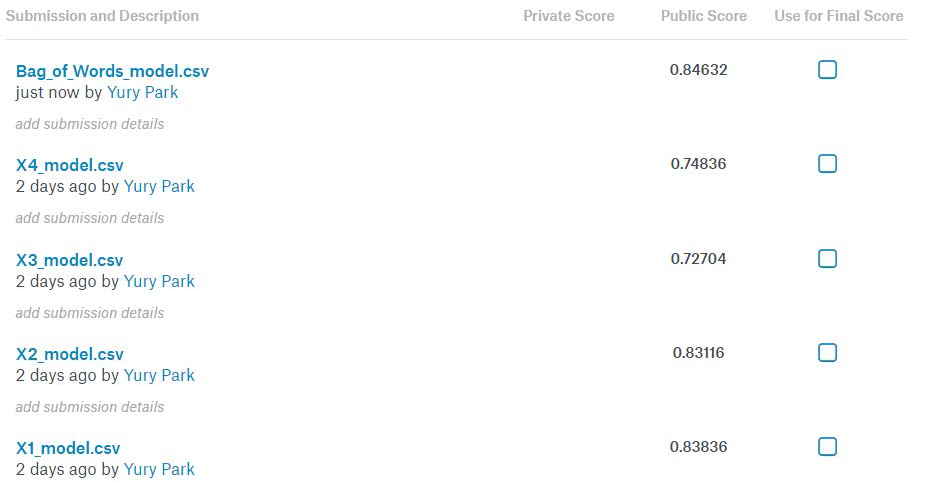 Submission and Description Private Score Public Score Use for Final Score
Bag_of_Words_model.csv 0.84632
just now by Yury Park
add submission details
X4_model.csv 0.74836
2 days ago by Yury Park
add submission details
X3_model.csv 0.72704
2 days ago by Yury Park
add submission details
X2_model.csv 0.83116
2 days ago by Yury Park
add submission details
X1_model.csv 0.83836
2 days ago by Yury Park